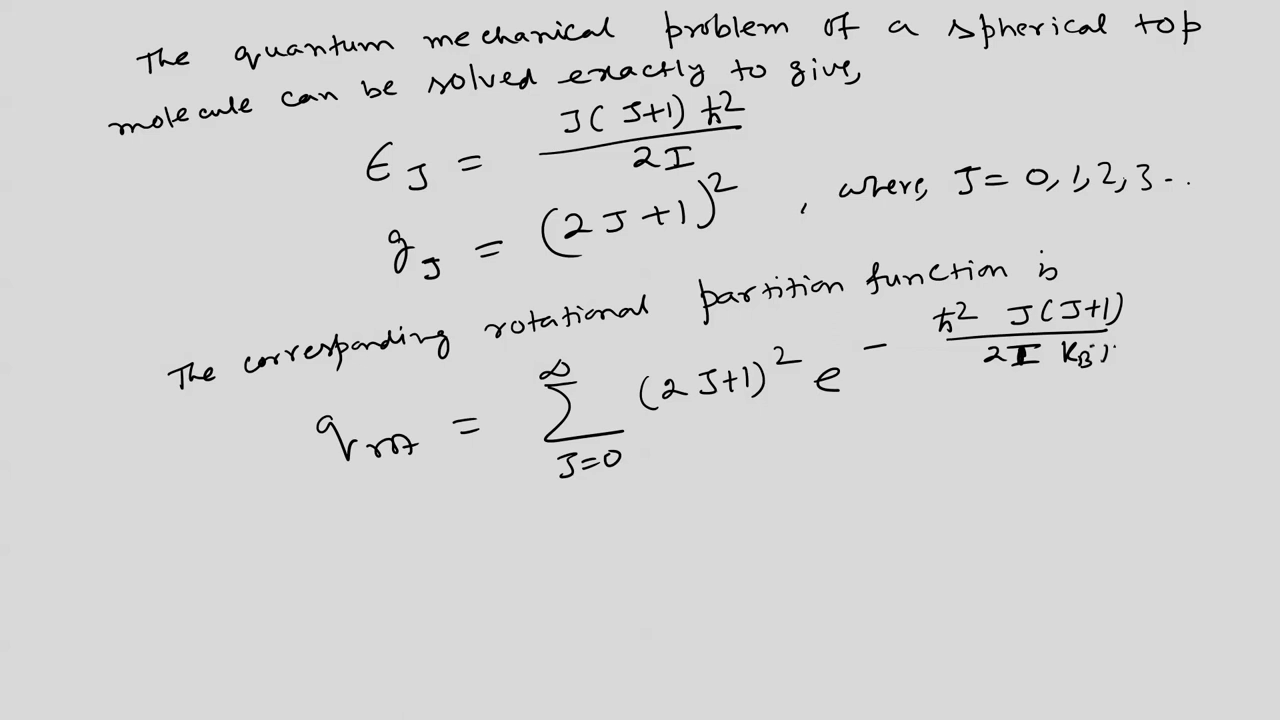 The quantum mechanical problem of a spherical top
molecule can be solved exactly to give,
ϵ_J = J(J+1) ħ² / 2I
g_J = (2J+1)² , where, J = 0, 1, 2, 3 - ..
The corresponding rotational partition function is
q_rot = ∑_{J=0}^{∞} (2J+1)² e^{- ħ² J(J+1) / 2I K_B}